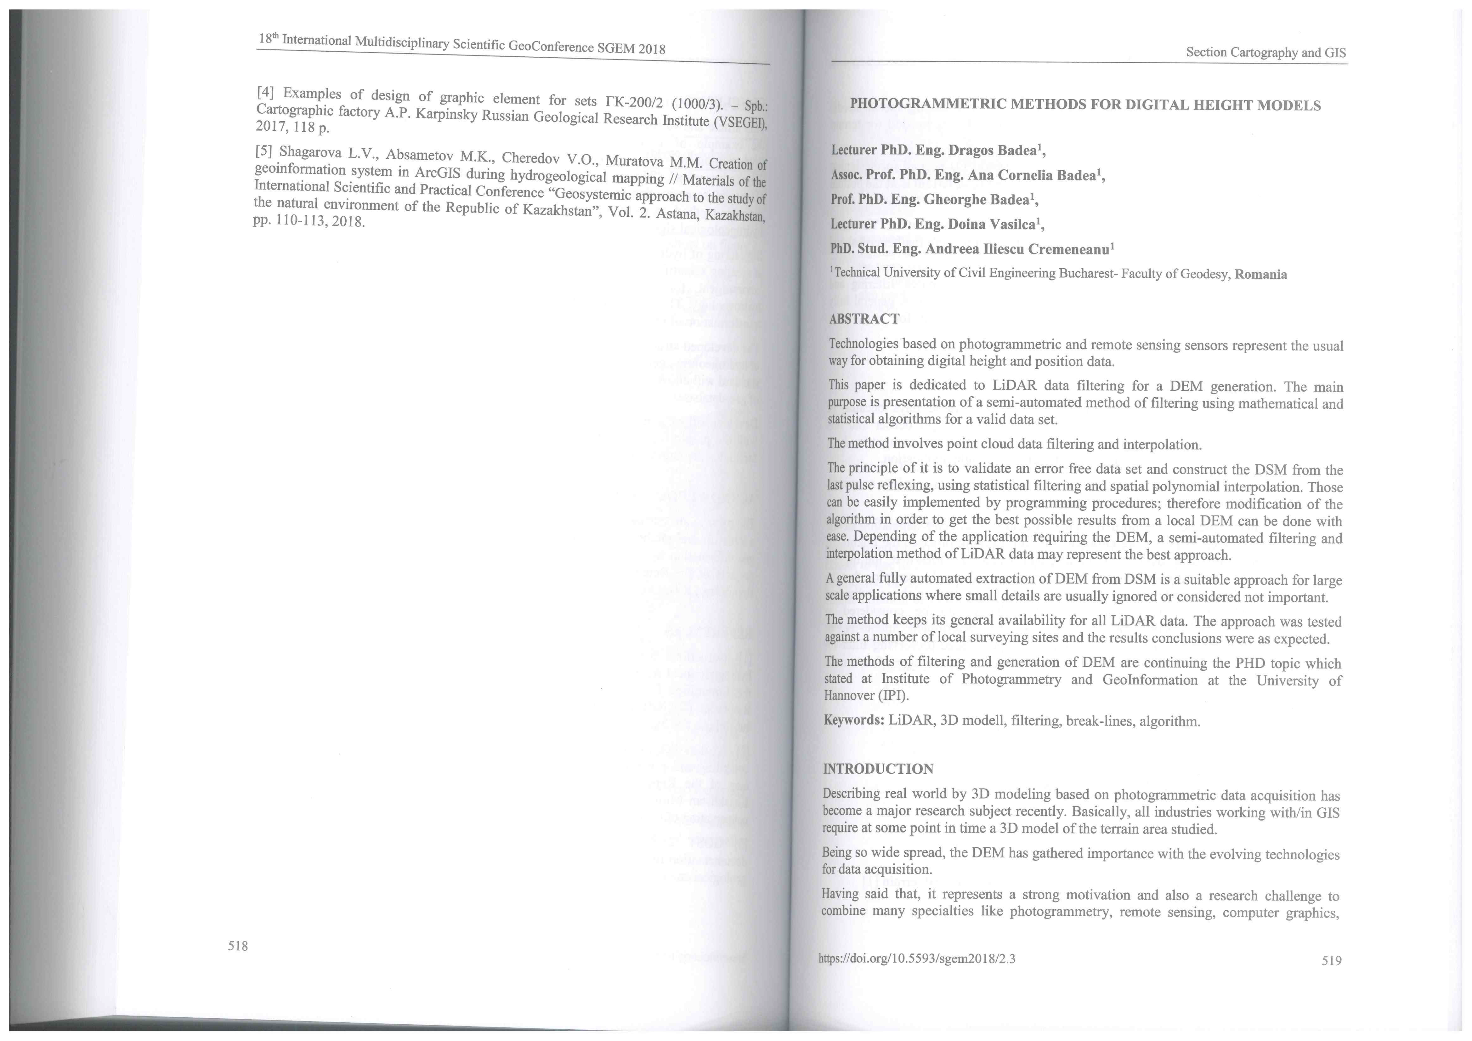 18th International Multidisciplinary Scientific GeoConference SGEM 2018
[4] Examples of design of graphic element for sets ГК-200/2 (1000/3). – Spb.:
Cartographic factory A.P. Karpinsky Russian Geological Research Institute (VSEGEI),
2017, 118 p.
[5] Shagarova L.V., Absametov M.K., Cheredov V.O., Muratova M.M. Creation of
geoinformation system in ArcGIS during hydrogeological mapping // Materials of the
International Scientific and Practical Conference “Geosystemic approach to the study of
the natural environment of the Republic of Kazakhstan”, Vol. 2. Astana, Kazakhstan,
pp. 110-113, 2018.
518
Section Cartography and GIS
PHOTOGRAMMETRIC METHODS FOR DIGITAL HEIGHT MODELS
Lecturer PhD. Eng. Dragos Badea1,
Assoc. Prof. PhD. Eng. Ana Cornelia Badea1,
Prof. PhD. Eng. Gheorghe Badea1,
Lecturer PhD. Eng. Doina Vasilca1,
PhD. Stud. Eng. Andreea Iliescu Cremeneanu1
1 Technical University of Civil Engineering Bucharest- Faculty of Geodesy, Romania
ABSTRACT
Technologies based on photogrammetric and remote sensing sensors represent the usual
way for obtaining digital height and position data.
This paper is dedicated to LiDAR data filtering for a DEM generation. The main
purpose is presentation of a semi-automated method of filtering using mathematical and
statistical algorithms for a valid data set.
The method involves point cloud data filtering and interpolation.
The principle of it is to validate an error free data set and construct the DSM from the
last pulse reflexing, using statistical filtering and spatial polynomial interpolation. Those
can be easily implemented by programming procedures; therefore modification of the
algorithm in order to get the best possible results from a local DEM can be done with
ease. Depending of the application requiring the DEM, a semi-automated filtering and
interpolation method of LiDAR data may represent the best approach.
A general fully automated extraction of DEM from DSM is a suitable approach for large
scale applications where small details are usually ignored or considered not important.
The method keeps its general availability for all LiDAR data. The approach was tested
against a number of local surveying sites and the results conclusions were as expected.
The methods of filtering and generation of DEM are continuing the PHD topic which
stated at Institute of Photogrammetry and GeoInformation at the University of
Hannover (IPI).
Keywords: LiDAR, 3D modell, filtering, break-lines, algorithm.
INTRODUCTION
Describing real world by 3D modeling based on photogrammetric data acquisition has
become a major research subject recently. Basically, all industries working with/in GIS
require at some point in time a 3D model of the terrain area studied.
Being so wide spread, the DEM has gathered importance with the evolving technologies
for data acquisition.
Having said that, it represents a strong motivation and also a research challenge to
combine many specialties like photogrammetry, remote sensing, computer graphics,
https://doi.org/10.5593/sgem2018/2.3
519